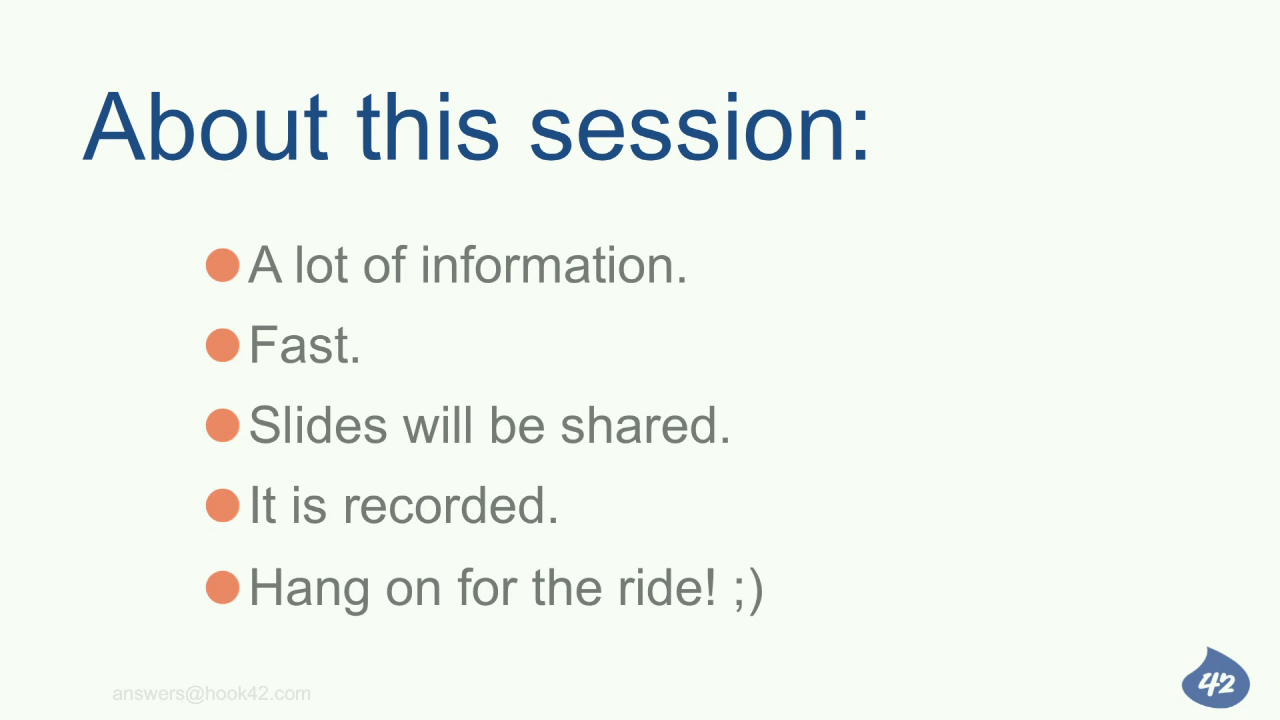 About this session:
A lot of information.
Fast.
Slides will be shared.
It is recorded.
Hang on for the ride! ;)
answers@hook42.com
42